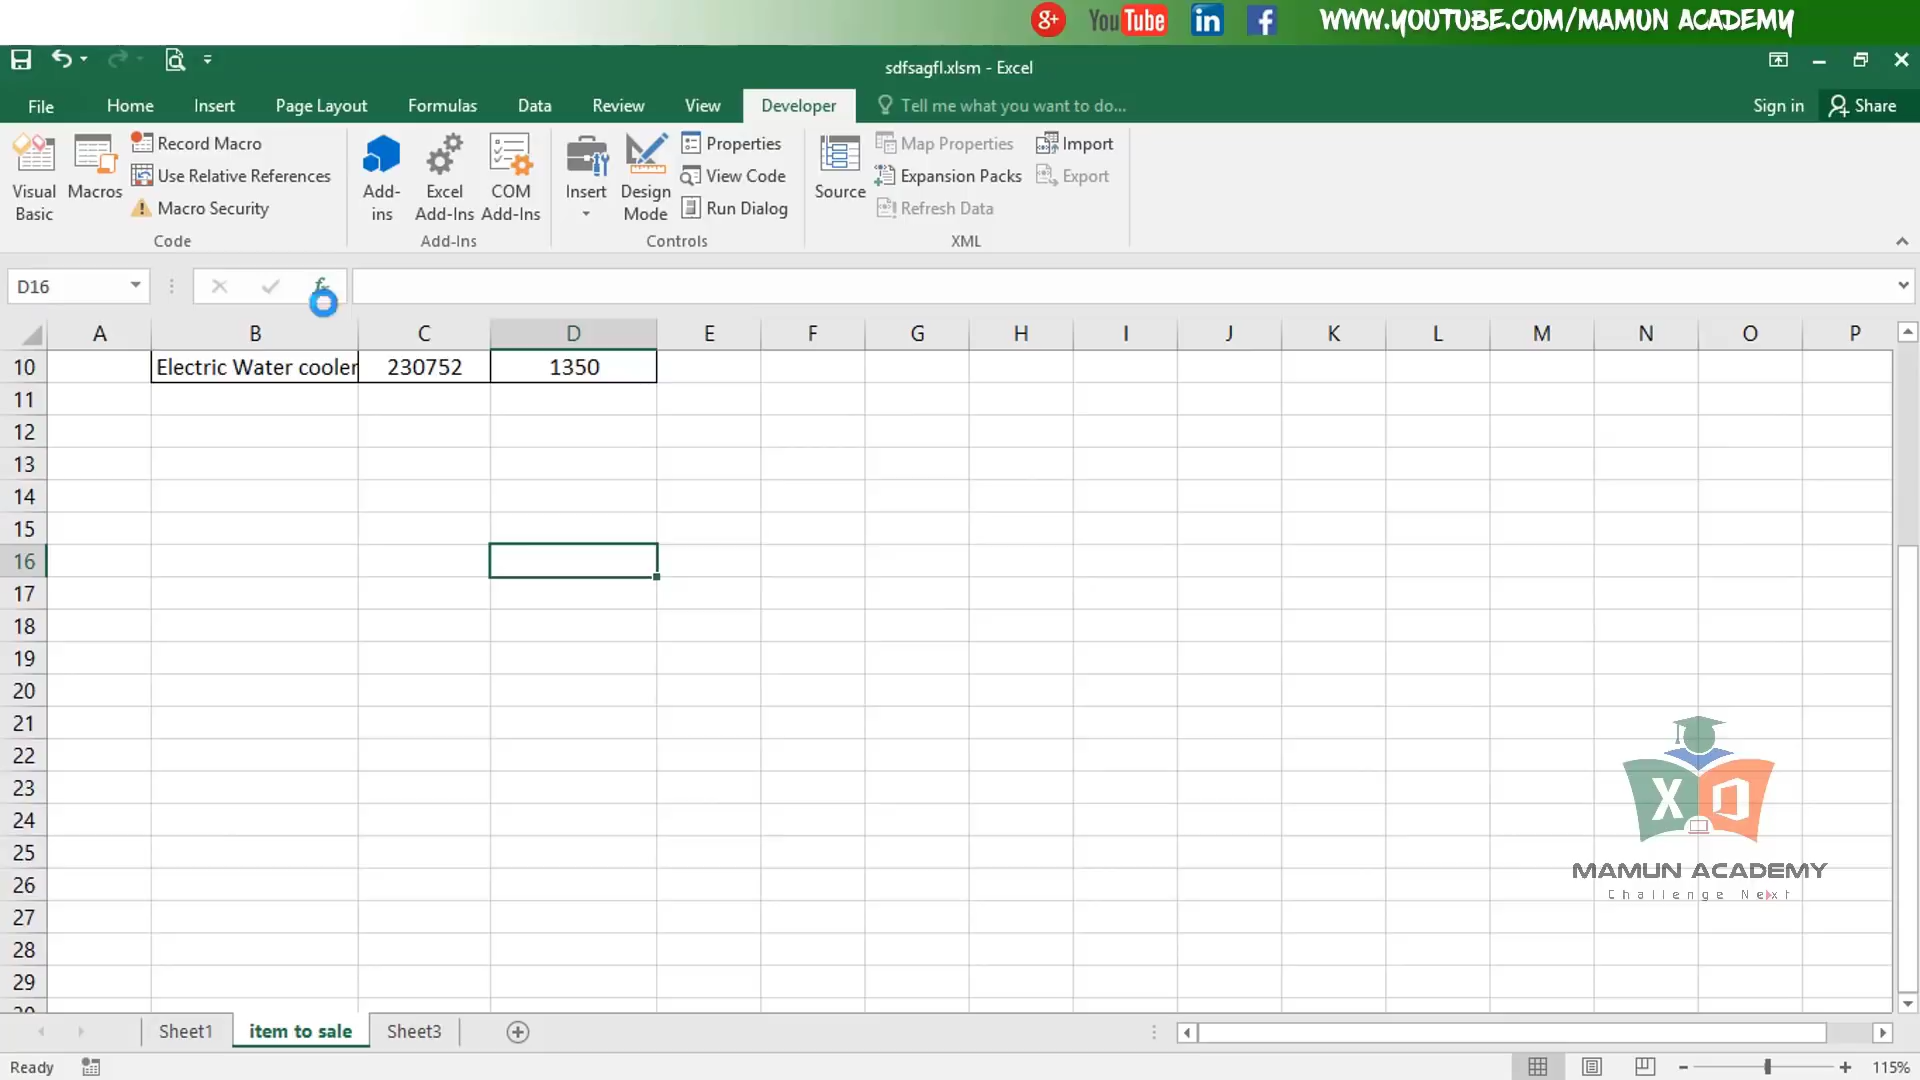 g+ YouTube in f WWW.YOUTUBE.COM/MAMUN ACADEMY
sdfsagfl.xlsm - Excel
File Home Insert Page Layout Formulas Data Review View Developer Tell me what you want to do... Sign in Share
Visual Basic
Macros
Record Macro
Use Relative References
Macro Security
Code
Add-ins
Excel Add-Ins
COM Add-Ins
Add-Ins
Insert
Design Mode
Properties
View Code
Run Dialog
Controls
Source
Map Properties
Expansion Packs
Refresh Data
Import
Export
XML
D16 fx
A B C D E F G H I J K L M N O P
10 Electric Water cooler 230752 1350
11
12
13
14
15
16
17
18
19
20
21
22
23
24
25
26
27
28
29
X
MAMUN ACADEMY
Challenge Next
Sheet1 item to sale Sheet3
Ready 115%